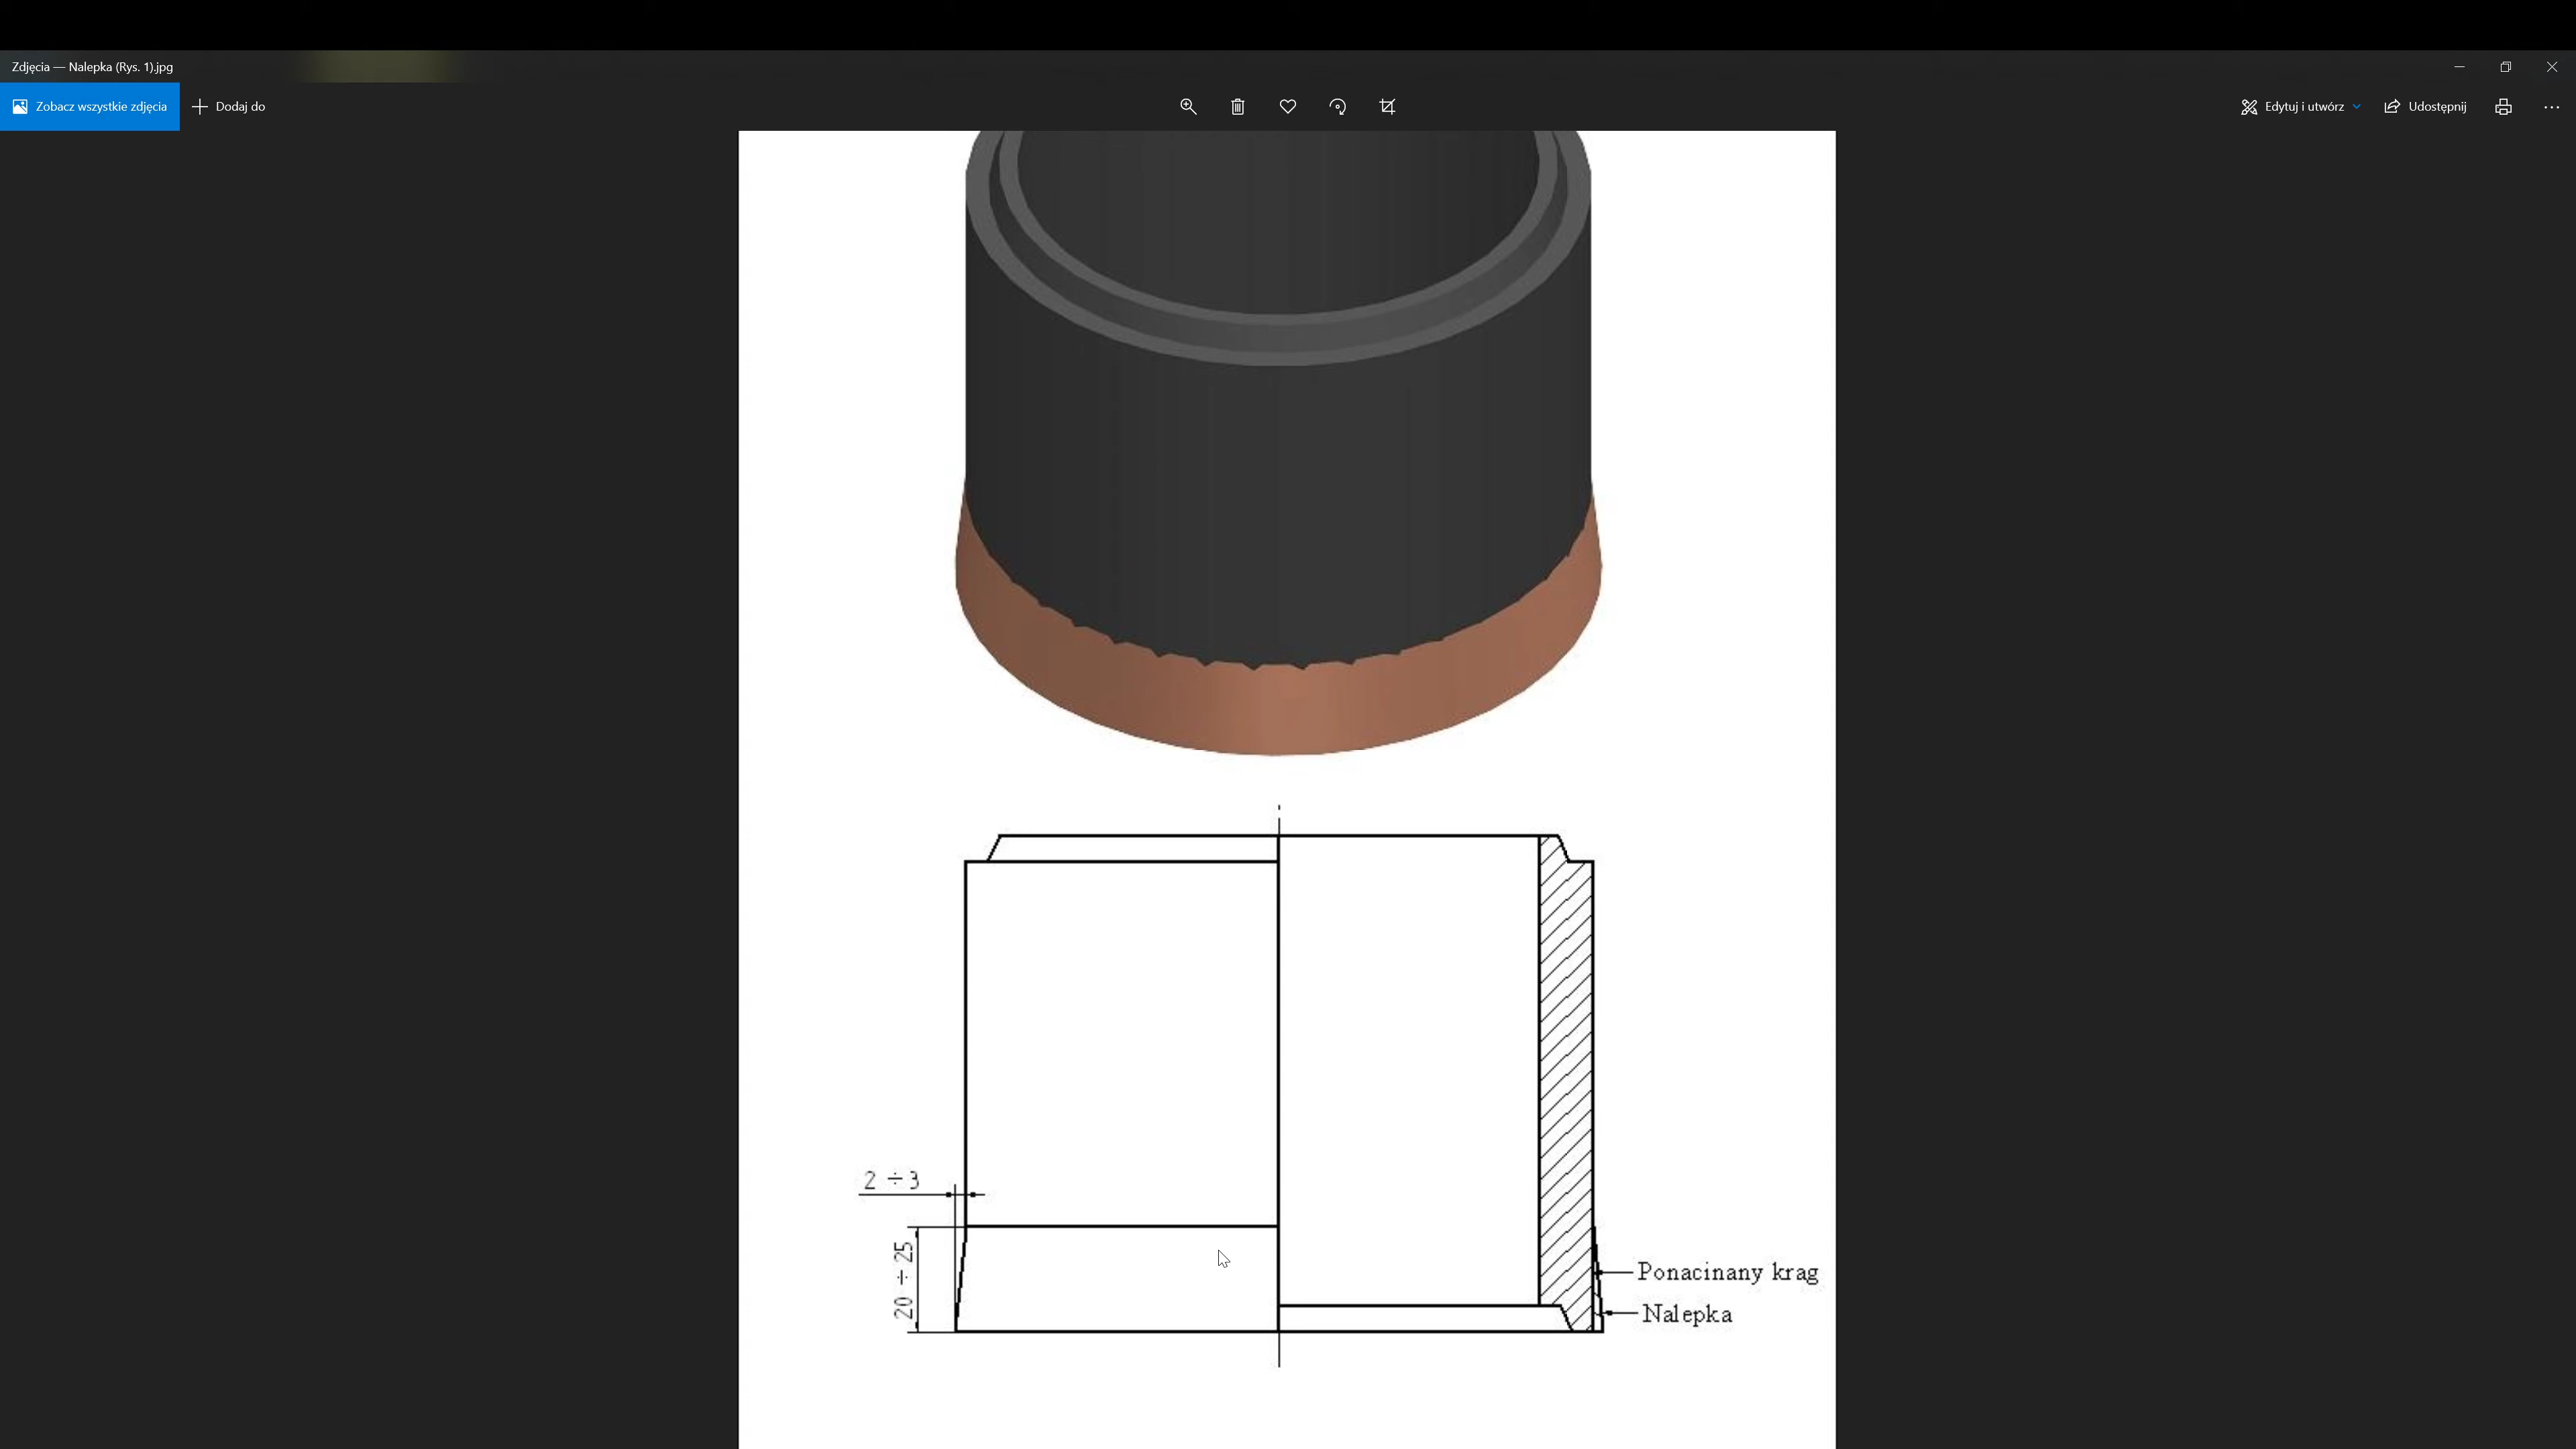 Zdjęcia — Nalepka (Rys. 1).jpg
Zobacz wszystkie zdjęcia
Dodaj do
Edytuj i utwórz
Udostępnij
2 ÷ 3
20 ÷ 25
Ponacinany krag
Nalepka